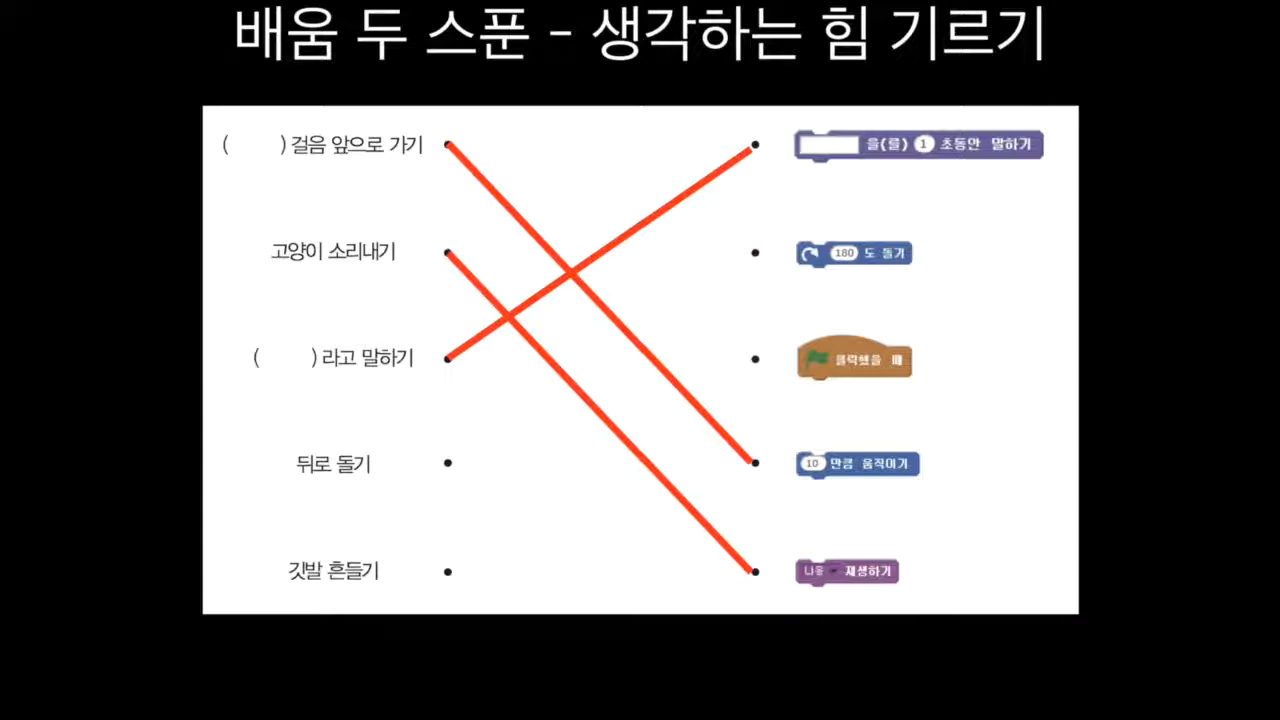 배움 두 스푼 - 생각하는 힘 기르기
( ) 걸음 앞으로 가기
을(를) 1 초동안 말하기
고양이 소리내기
180 도 돌기
( ) 라고 말하기
클릭했을 때
뒤로 돌기
10 만큼 움직이기
깃발 흔들기
나옹 재생하기